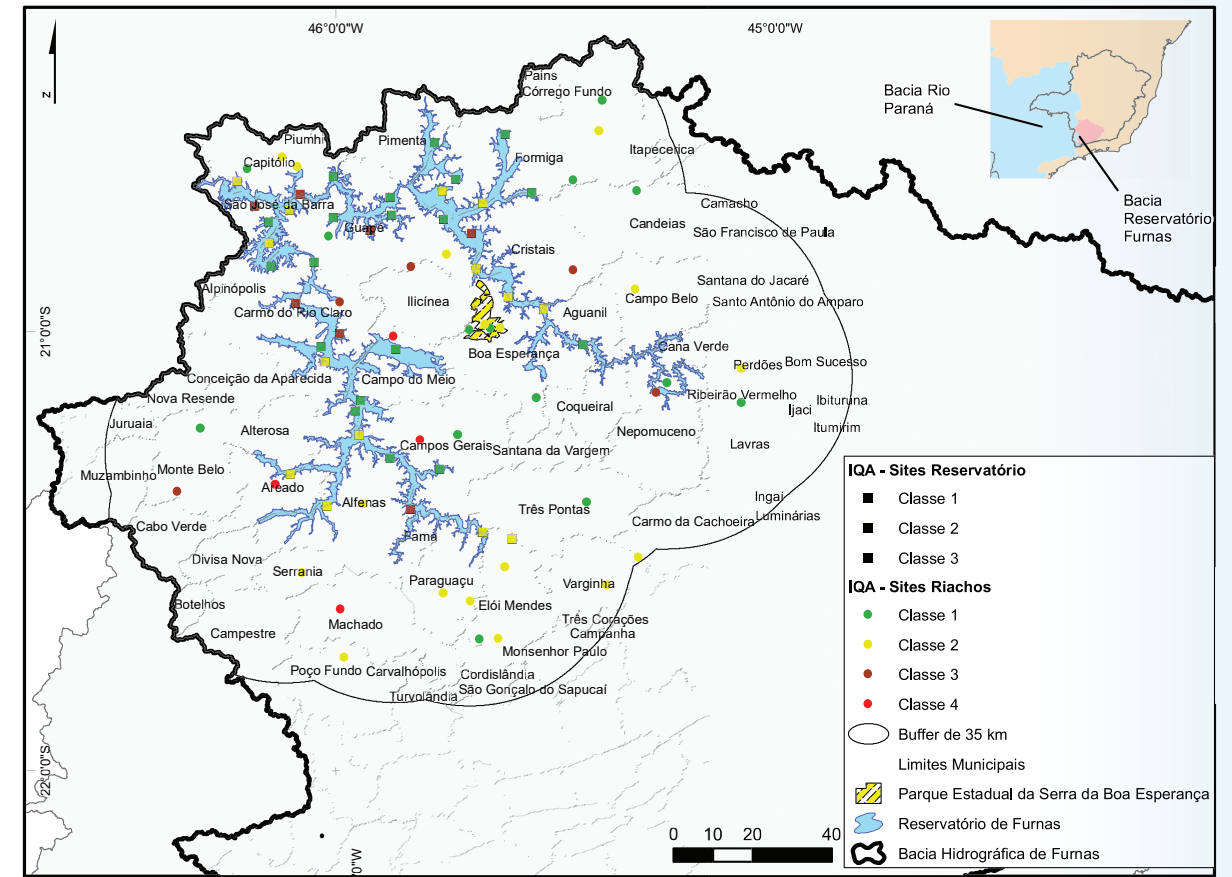 46°0'0"W
45°0'0"W
z
Pains
Córrego Fundo
Bacia Rio
Paraná
Piumhi
Pimenta
Formiga
Itapecerica
Capitólio
São José da Barra
Camacho
Bacia
Reservatório
Furnas
Guapé
Candeias
São Francisco de Paula
Cristais
Alpinópolis
Ilicínea
Santana do Jacaré
Campo Belo
Santo Antônio do Amparo
Carmo do Rio Claro
Aguanil
21°0'0"S
Boa Esperança
Cana Verde
Perdões
Bom Sucesso
Conceição da Aparecida
Campo do Meio
Nova Resende
Ribeirão Vermelho
Ibituruna
Juruaia
Coqueiral
Ijaci
Alterosa
Nepomuceno
Itumirim
Campos Gerais
Santana da Vargem
Lavras
Muzambinho
Monte Belo
Areado
Alfenas
Três Pontas
Ingaí
Luminárias
Cabo Verde
Fama
Carmo da Cachoeira
Divisa Nova
Serrania
Paraguaçu
Varginha
Botelhos
Elói Mendes
Machado
Três Corações
Campestre
Campanha
Monsenhor Paulo
Poço Fundo
Carvalhópolis
Cordislândia
Turvolândia
São Gonçalo do Sapucaí
22°0'0"S
0"W
0 10 20 40
IQA - Sites Reservatório
Classe 1
Classe 2
Classe 3
IQA - Sites Riachos
Classe 1
Classe 2
Classe 3
Classe 4
Buffer de 35 km
Limites Municipais
Parque Estadual da Serra da Boa Esperança
Reservatório de Furnas
Bacia Hidrográfica de Furnas